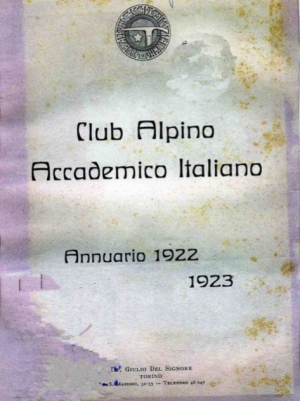 Club Alpino
Accademico Italiano
Annuario 1922
1923
GIULIO DEL SIGNORE
TORINO